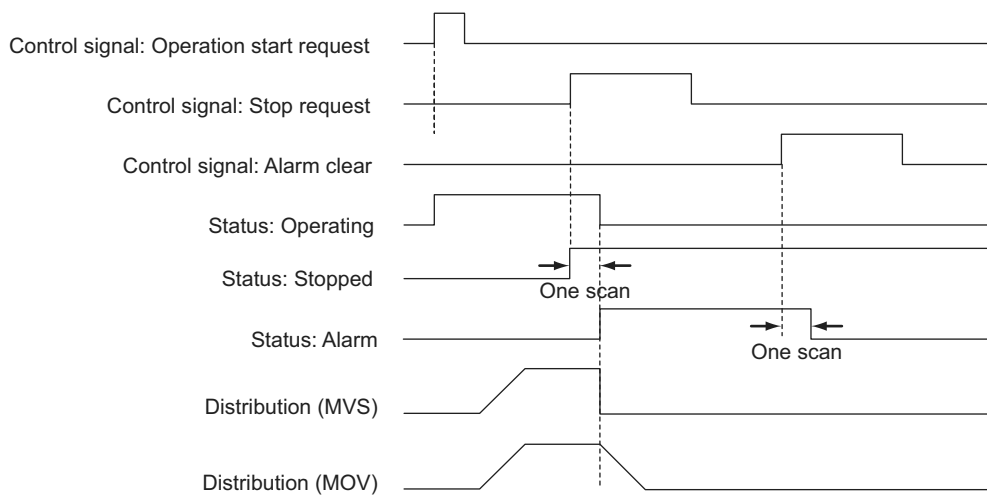 Control signal: Operation start request
Control signal: Stop request
Control signal: Alarm clear
Status: Operating
Status: Stopped
One scan
Status: Alarm
One scan
Distribution (MVS)
Distribution (MOV)